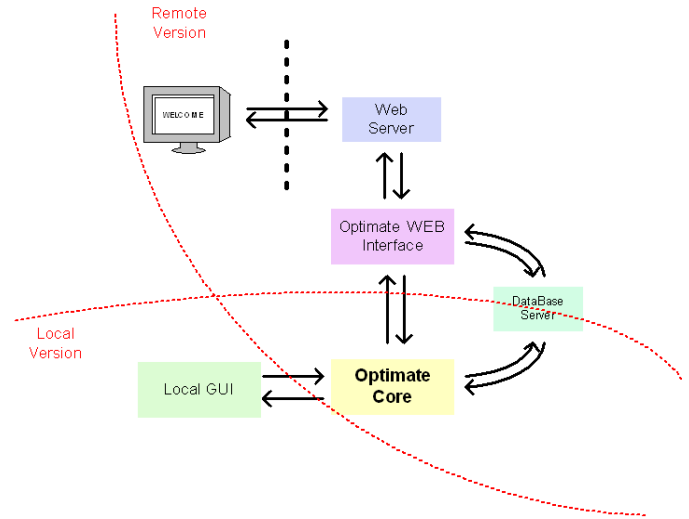 Remote
Version
WELCOME
Web
Server
Optimate WEB
Interface
DataBase
Server
Local
Version
Local GUI
Optimate
Core